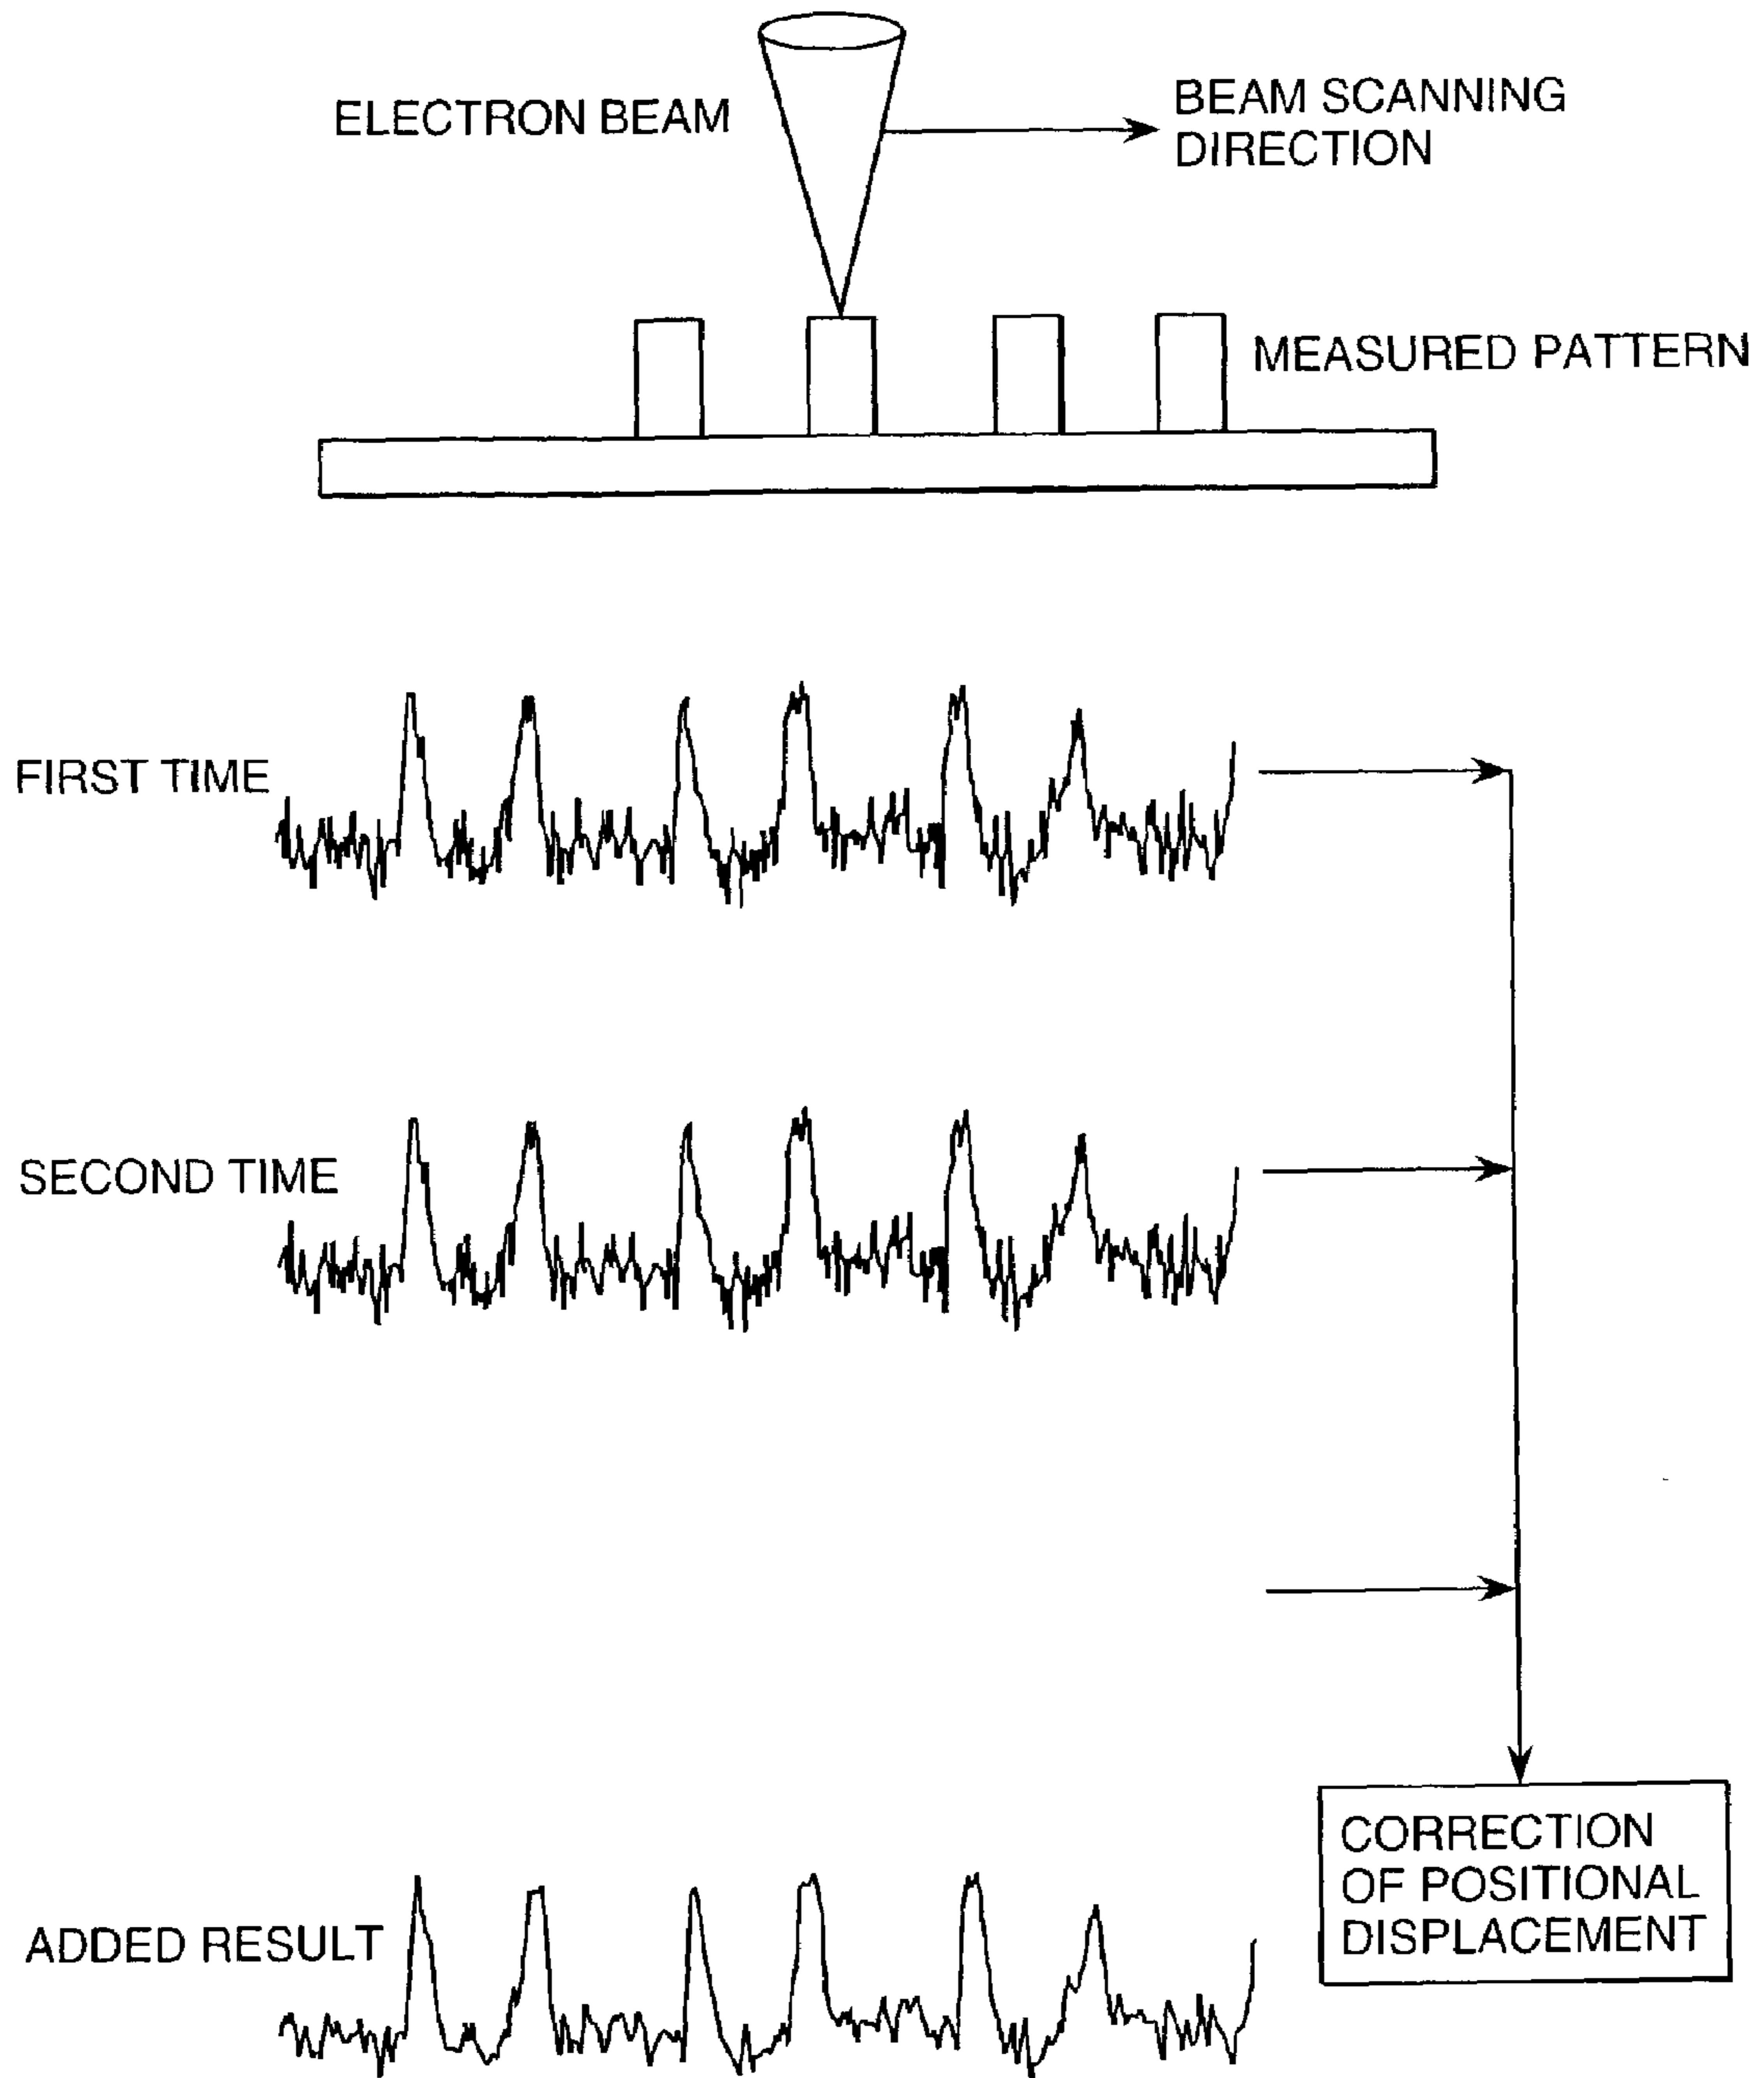 ELECTRON BEAM
BEAM SCANNING
DIRECTION
MEASURED PATTERN
FIRST TIME
SECOND TIME
ADDED RESULT
CORRECTION
OF POSITIONAL
DISPLACEMENT